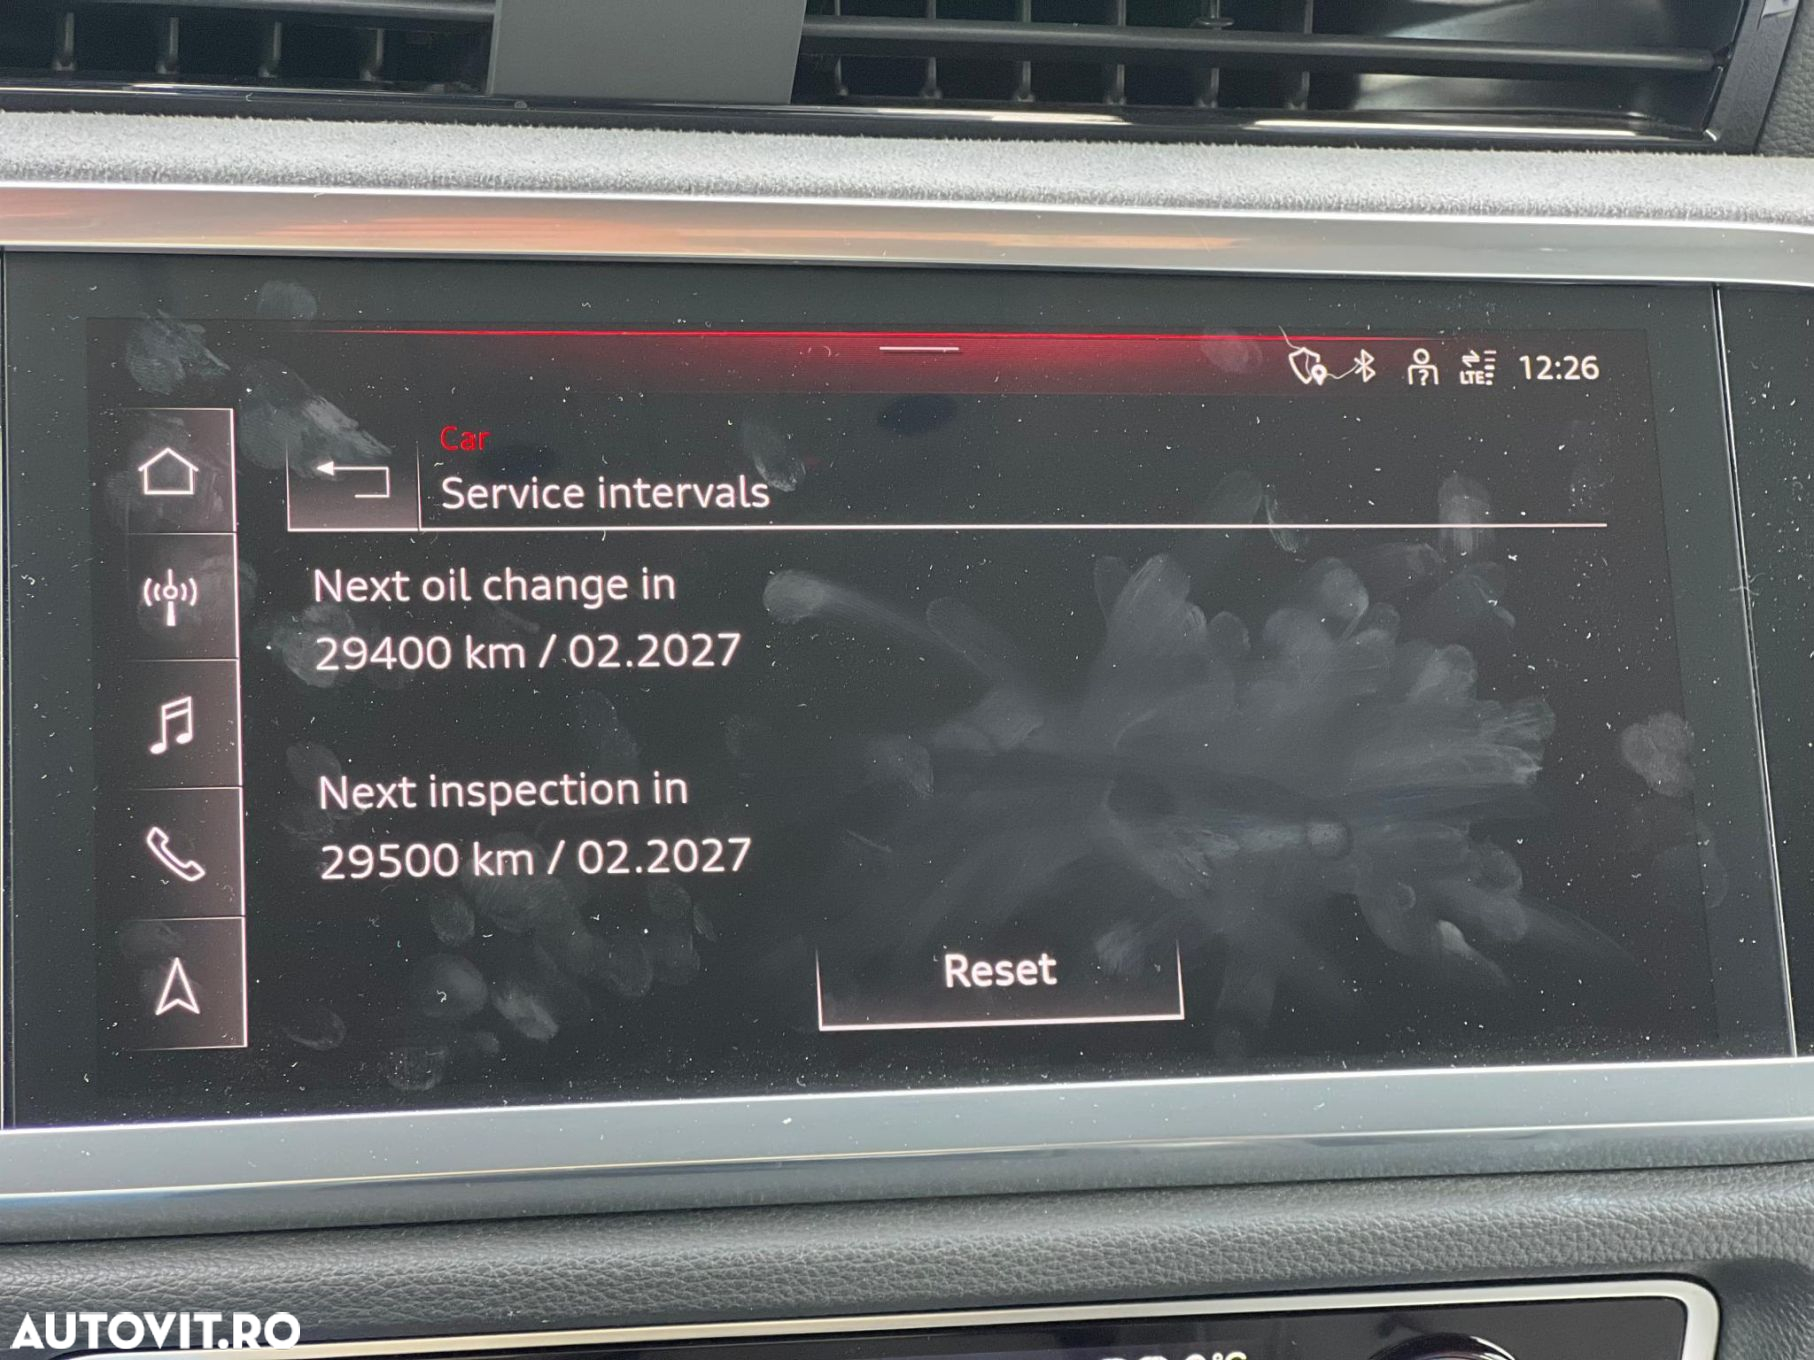 12:26
Car
Service intervals
Next oil change in
29400 km / 02.2027
Next inspection in
29500 km / 02.2027
Reset
AUTOVIT.RO